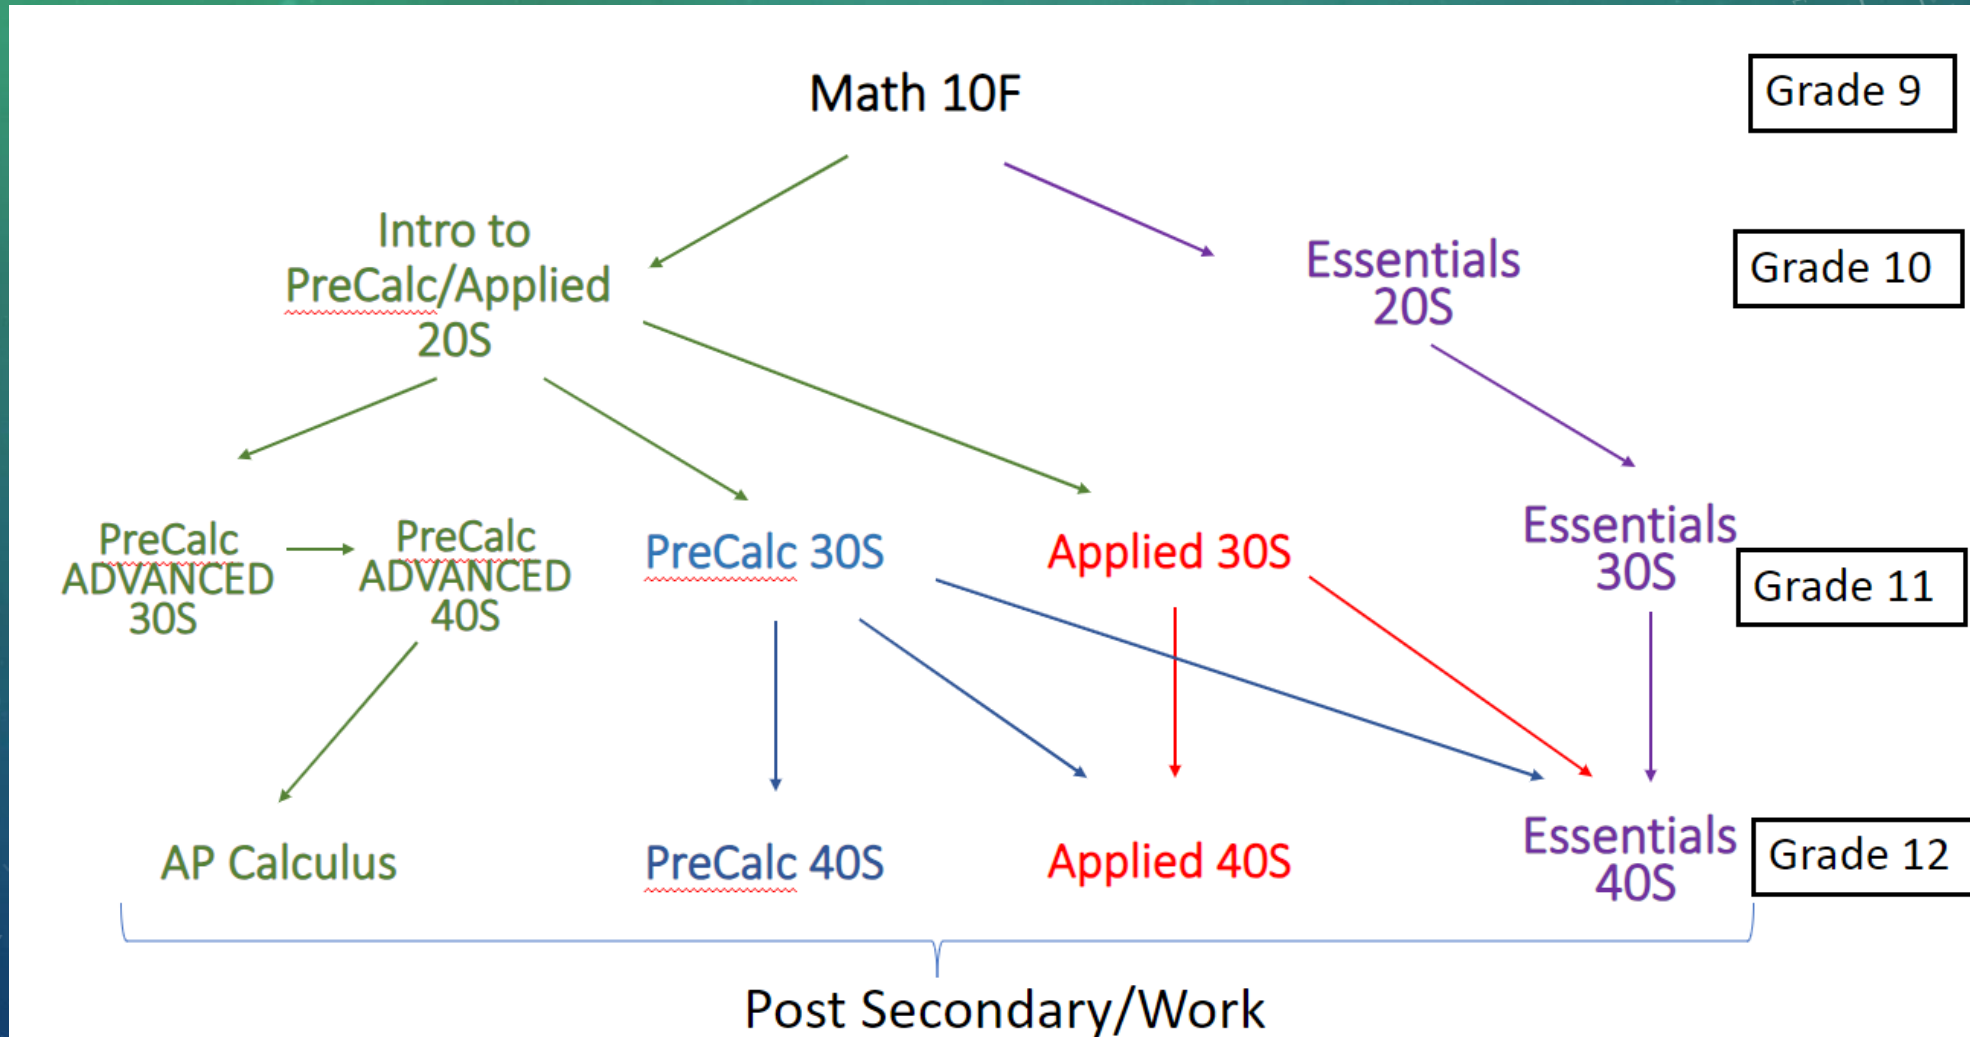 Math 10F
Grade 9
Intro to
PreCalc/Applied
20S
Essentials
20S
Grade 10
PreCalc
ADVANCED
30S
PreCalc
ADVANCED
40S
PreCalc 30S
Applied 30S
Essentials
30S
Grade 11
AP Calculus
PreCalc 40S
Applied 40S
Essentials
40S
Grade 12
Post Secondary/Work